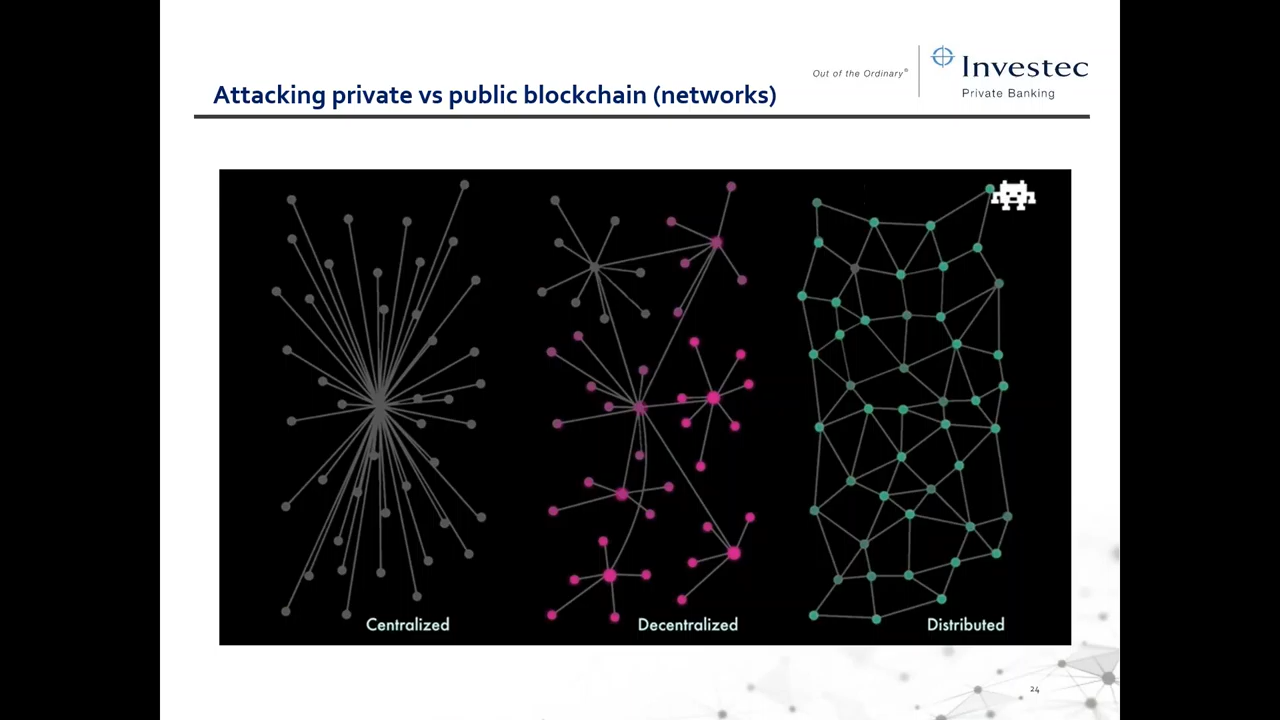 Out of the Ordinary®
Investec
Private Banking
Attacking private vs public blockchain (networks)
Centralized
Decentralized
Distributed
24